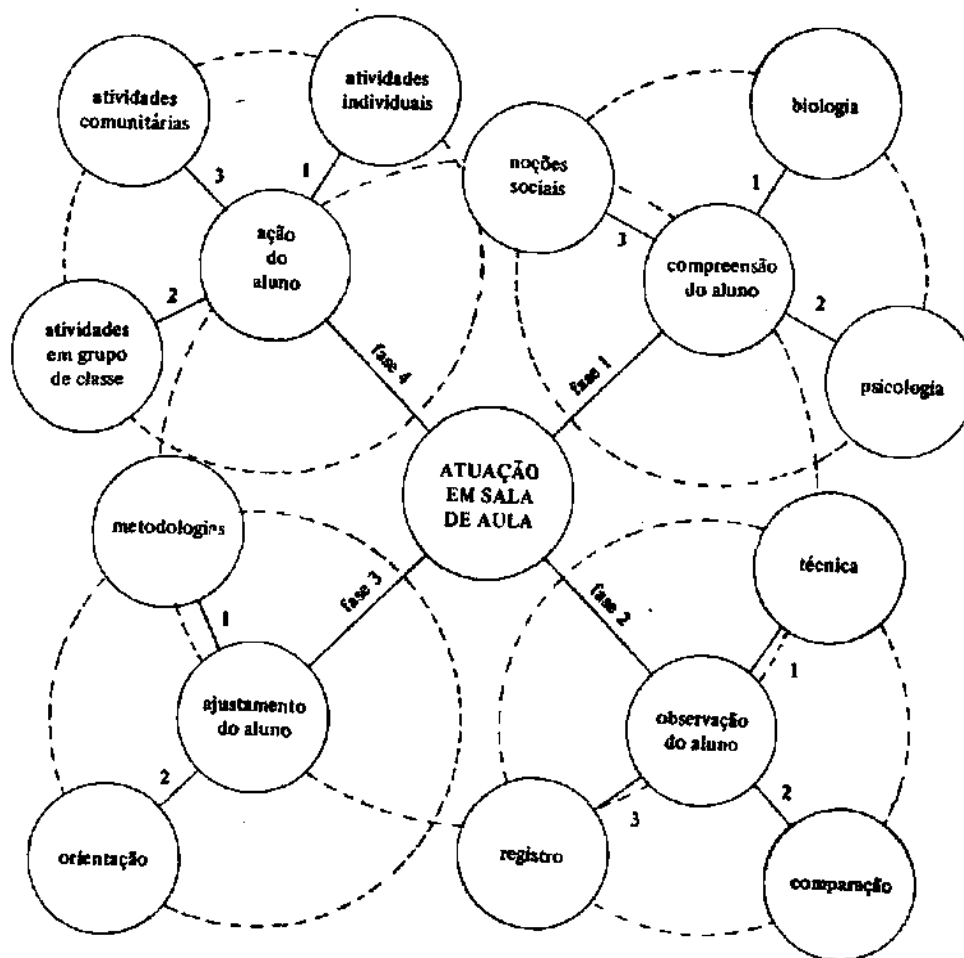 atividades
individuais
atividades
comunitárias
1
3
ação
do
aluno
2
atividades
em grupo
de classe
fase 4
noções
sociais
biologia
1
3
compreensão
do aluno
2
psicologia
fase 1
ATUAÇÃO
EM SALA
DE AULA
metodologias
1
fase 3
ajustamento
do aluno
2
orientação
técnica
fase 2
1
observação
do aluno
2
3
registro
comparação